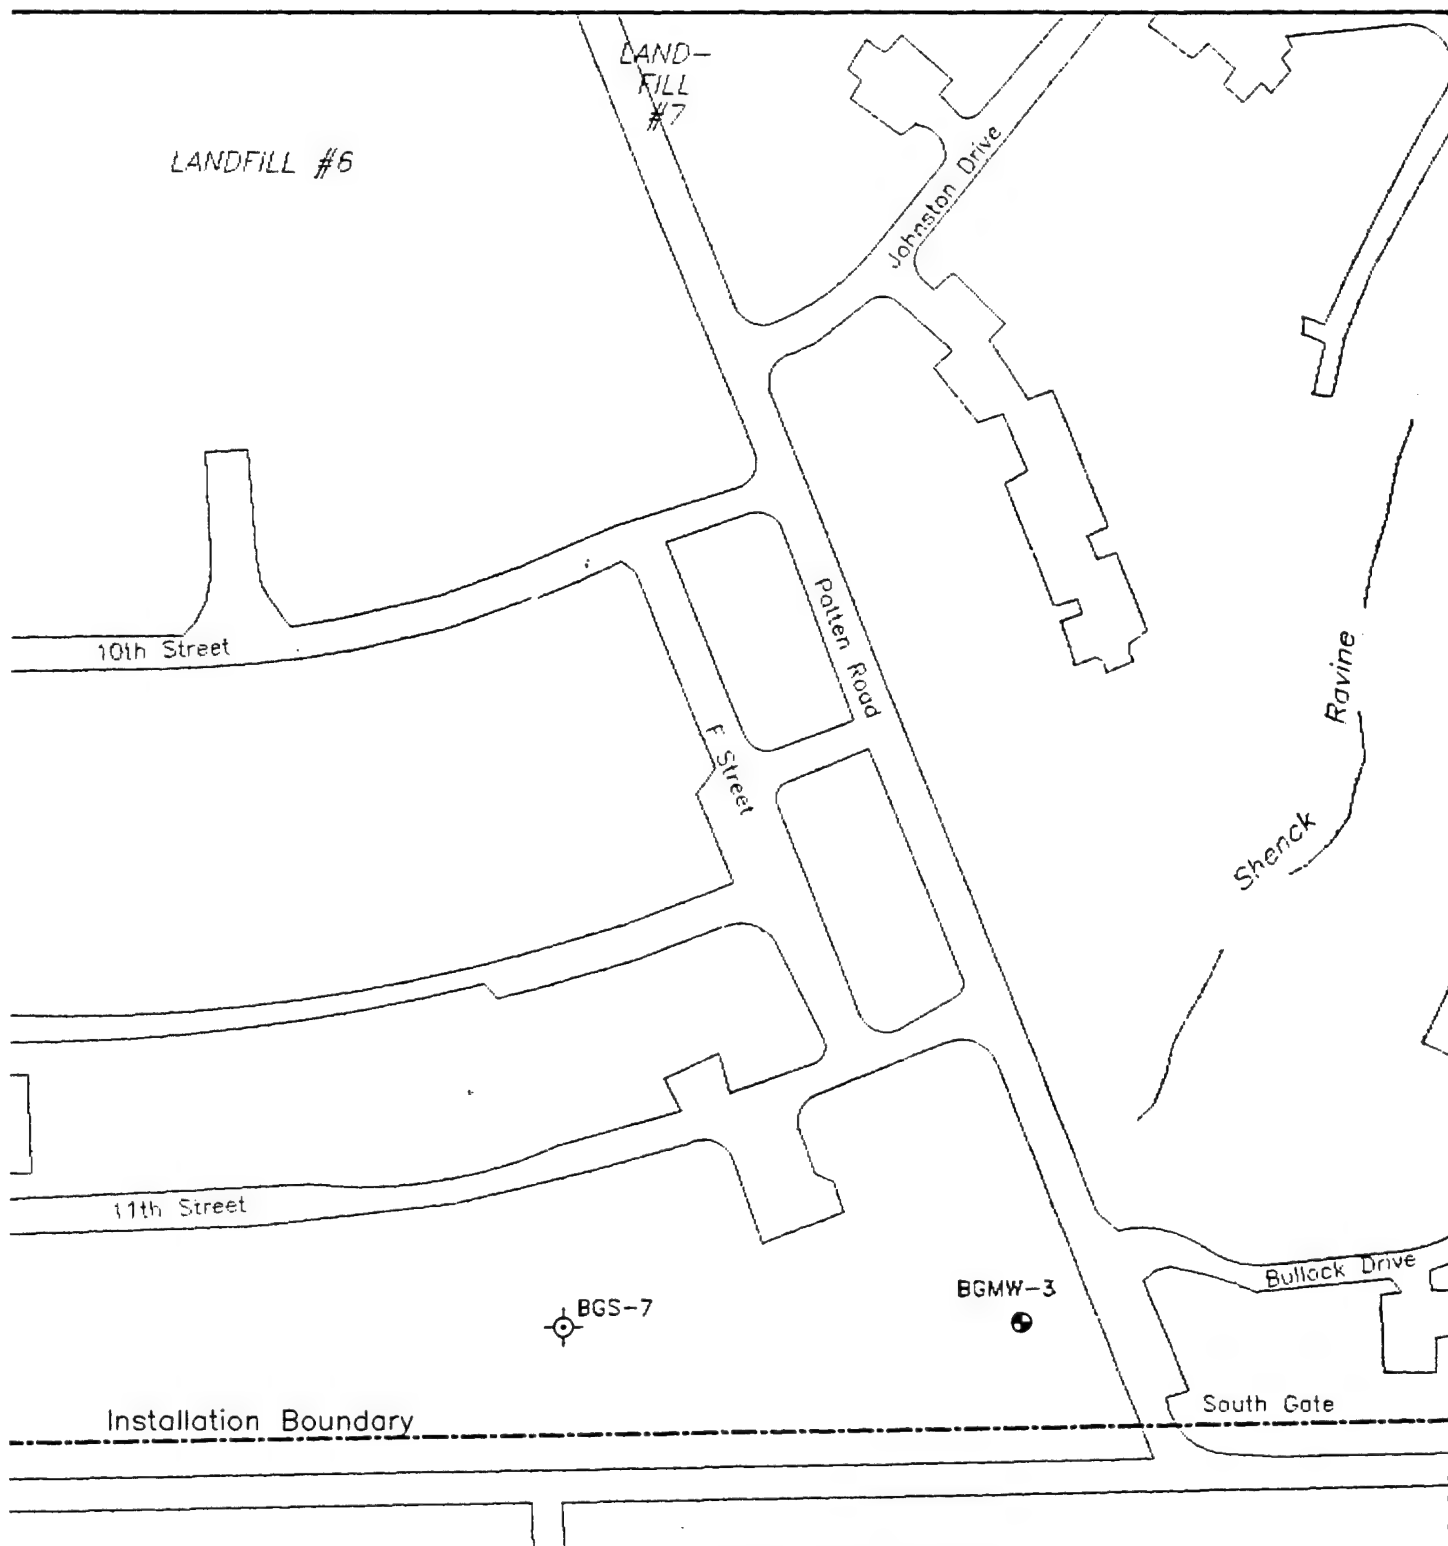 LAND-
FILL
#7
LANDFILL #6
Johnston Drive
10th Street
Patten Road
F Street
Shenck Ravine
11th Street
Bullock Drive
BGS-7
BGMW-3
South Gate
Installation Boundary